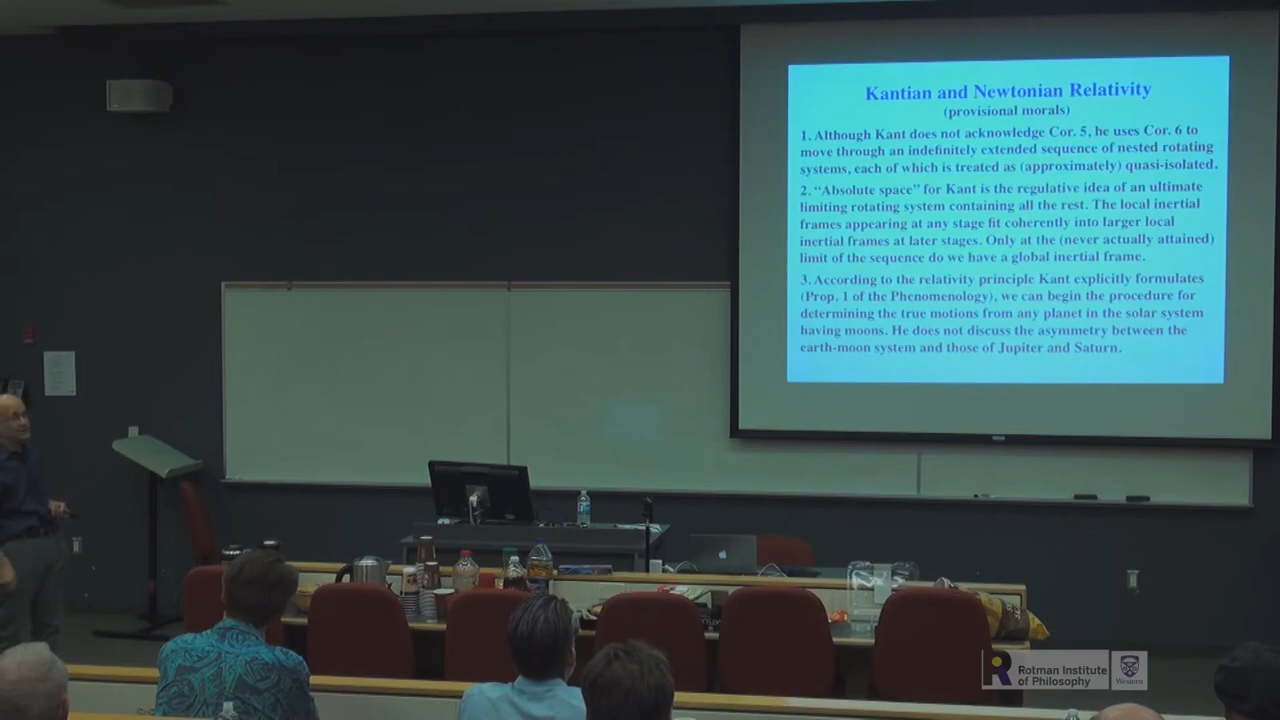 Kantian and Newtonian Relativity
(provisional morals)
1. Although Kant does not acknowledge Cor. 5, he uses Cor. 6 to
move through an indefinitely extended sequence of nested rotating
systems, each of which is treated as (approximately) quasi-isolated.
2. “Absolute space” for Kant is the regulative idea of an ultimate
limiting rotating system containing all the rest. The local inertial
frames appearing at any stage fit coherently into larger local
inertial frames at later stages. Only at the (never actually attained)
limit of the sequence do we have a global inertial frame.
3. According to the relativity principle Kant explicitly formulates
(Prop. 1 of the Phenomenology), we can begin the procedure for
determining the true motions from any planet in the solar system
having moons. He does not discuss the asymmetry between the
earth-moon system and those of Jupiter and Saturn.
Rotman Institute
of Philosophy
Western